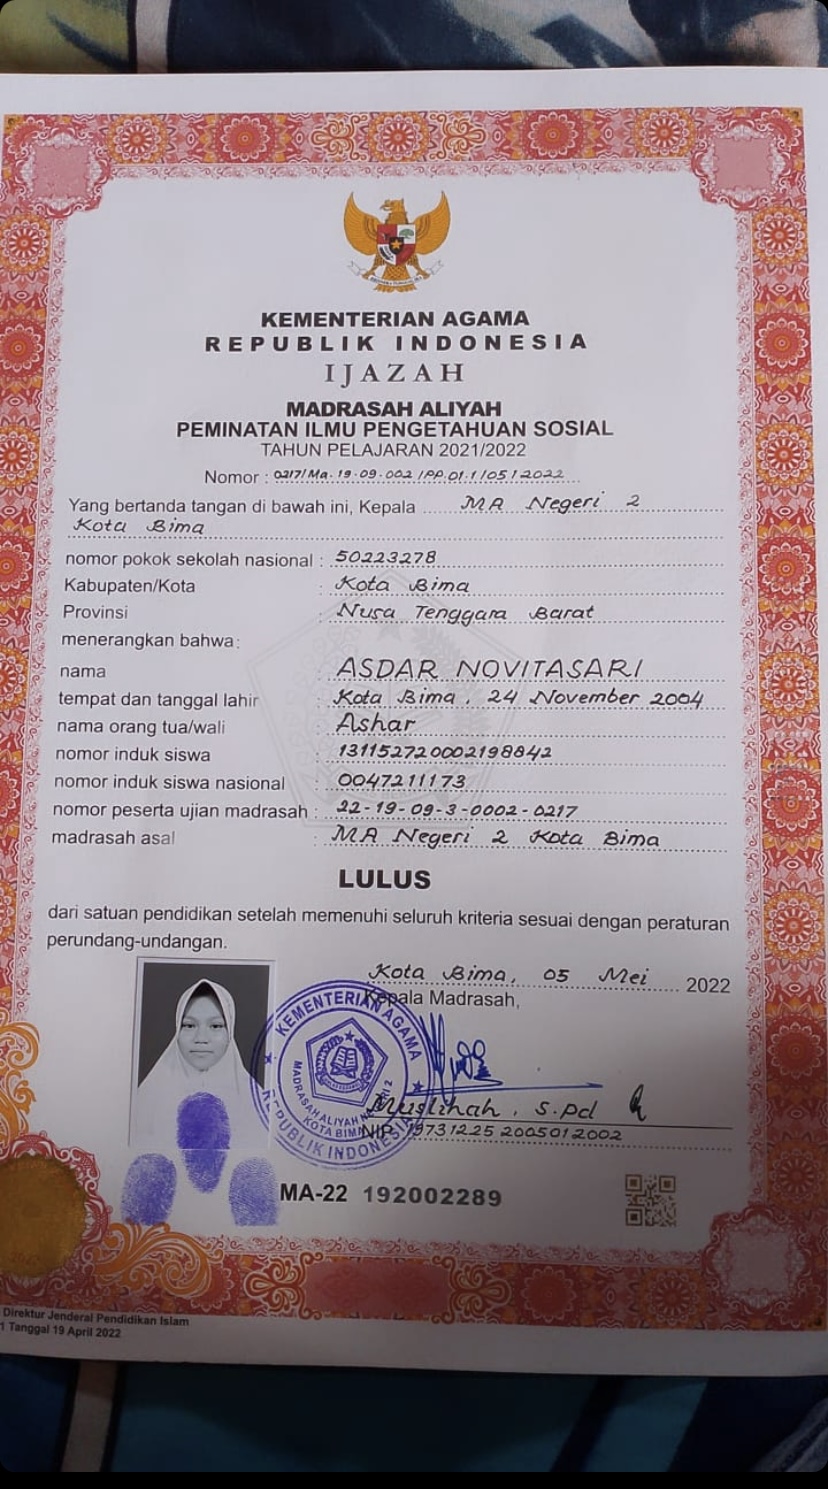 KEMENTERIAN AGAMA
REPUBLIK INDONESIA
IJAZAH
MADRASAH ALIYAH
PEMINATAN ILMU PENGETAHUAN SOSIAL
TAHUN PELAJARAN 2021/2022
Nomor : 0217/Ma.19.09.002/PP.01.1/05/2022
Yang bertanda tangan di bawah ini, Kepala MA Negeri 2
Kota Bima
nomor pokok sekolah nasional : 50223278
Kabupaten/Kota : Kota Bima
Provinsi : Nusa Tenggara Barat
menerangkan bahwa:
nama : ASDAR NOVITASARI
tempat dan tanggal lahir : Kota Bima, 24 November 2004
nama orang tua/wali : Ashar
nomor induk siswa : 131152720002198842
nomor induk siswa nasional : 0047211173
nomor peserta ujian madrasah : 22-19-09-3-0002-0217
madrasah asal : MA Negeri 2 Kota Bima
LULUS
dari satuan pendidikan setelah memenuhi seluruh kriteria sesuai dengan peraturan
perundang-undangan.
Kota Bima, 05 Mei 2022
Kepala Madrasah,
KEMENTERIAN AGAMA
MADRASAH ALIYAH NEGERI 2
KOTA BIMA
REPUBLIK INDONESIA
Muslihah, S.Pd
NIP. 19731225 2005012002
MA-22 192002289
Direktur Jenderal Pendidikan Islam
1 Tanggal 19 April 2022